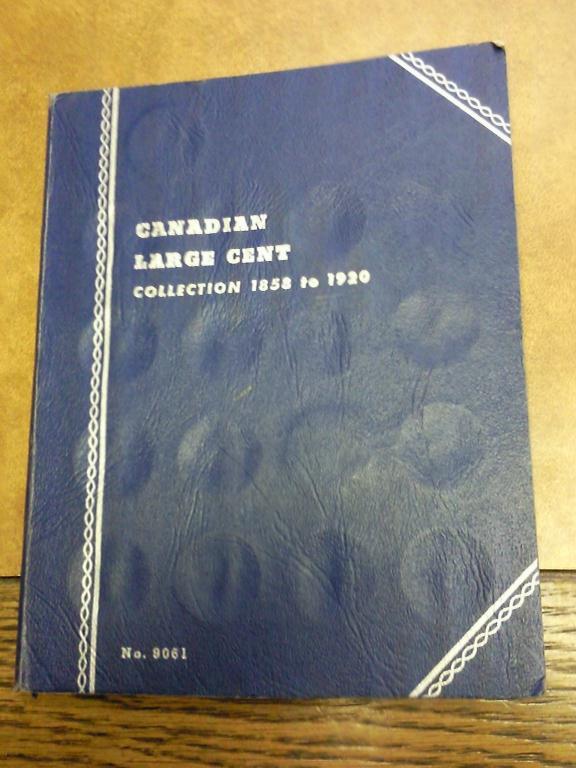 CANADIAN
LARGE CENT
COLLECTION 1858 to 1920
No. 9061